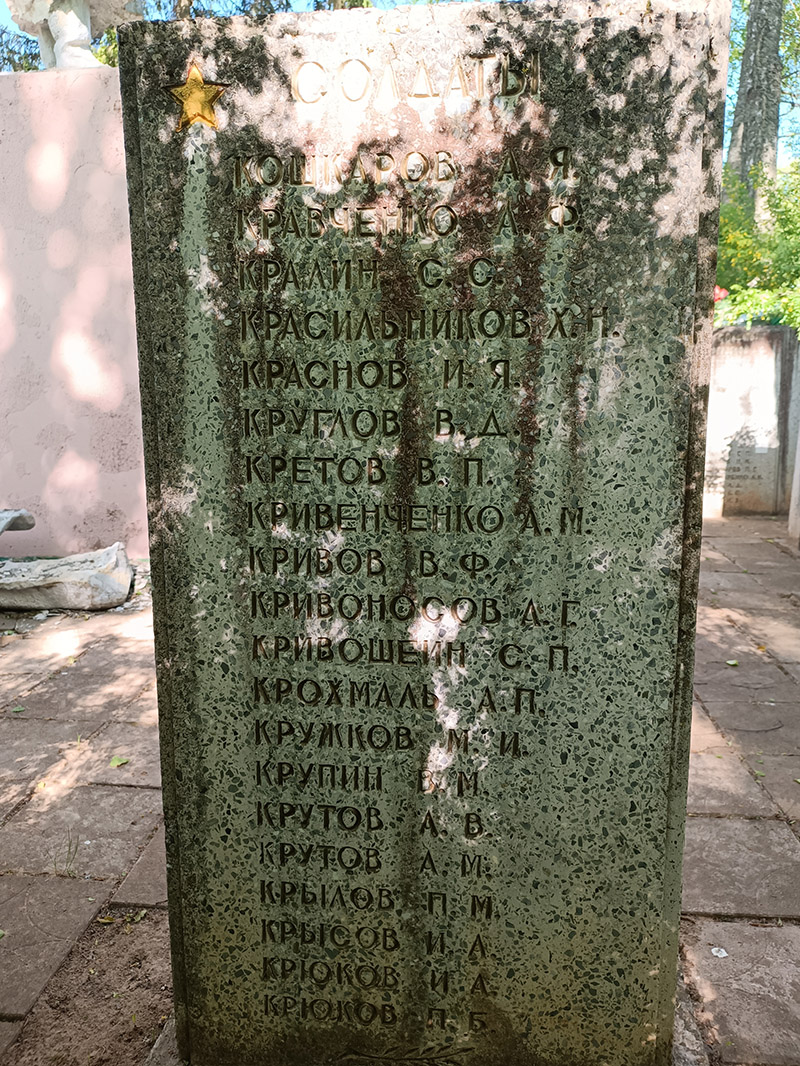 СОЛДАТЫ
КОШКАРОВ А. Я.
КРАВЧЕНКО А. Ф.
КРАЛИН С. С.
КРАСИЛЬНИКОВ Х. Н.
КРАСНОВ И. Я.
КРУГЛОВ В. Д.
КРЕТОВ В. П.
КРИВЕНЧЕНКО А. М.
КРИВОВ В. Ф.
КРИВОНОСОВ А. Г.
КРИВОШЕИН С. П.
КРОХМАЛЬ А. П.
КРУЖКОВ М. И.
КРУПИН В. М.
КРУТОВ А. В.
КРУТОВ А. М.
КРЫЛОВ П. М.
КРЫСОВ И. А.
КРЮКОВ И. А.
КРЮКОВ П. Б.